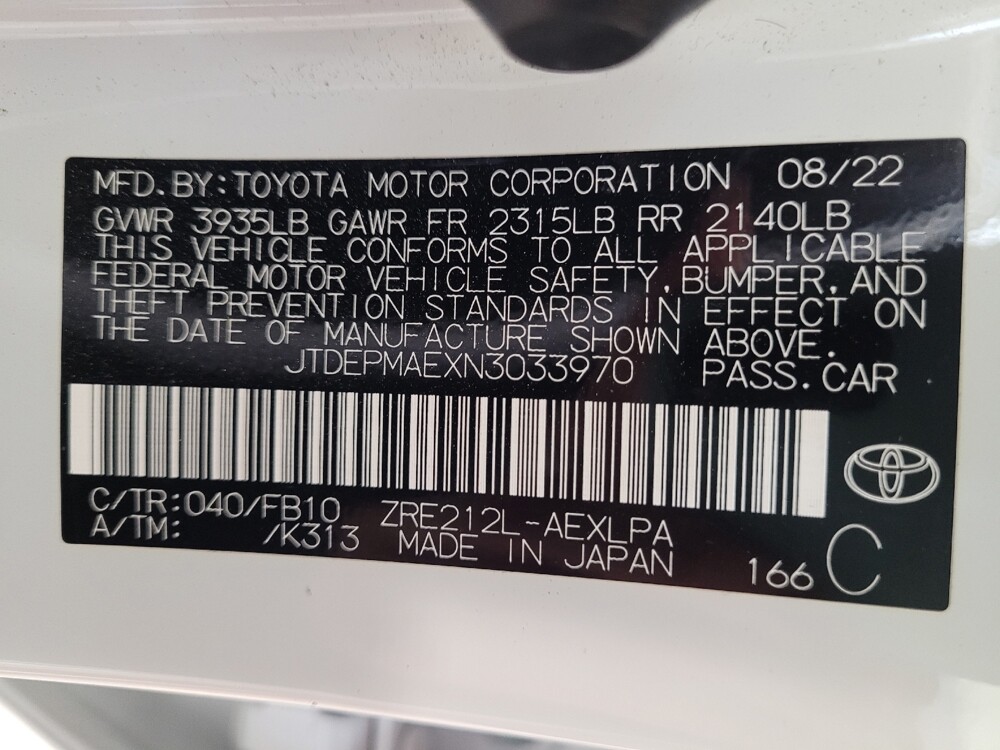 MFD.BY:TOYOTA MOTOR CORPORATION 08/22
GVWR 3935LB GAWR FR 2315LB RR 2140LB
THIS VEHICLE CONFORMS TO ALL APPLICABLE
FEDERAL MOTOR VEHICLE SAFETY,BUMPER,AND
THEFT PREVENTION STANDARDS IN EFFECT ON
THE DATE OF MANUFACTURE SHOWN ABOVE.
JTDEPMAEXN3033970 PASS.CAR
C/TR:040/FB10 ZRE212L-AEXLPA
A/TM: /K313 MADE IN JAPAN 166 C